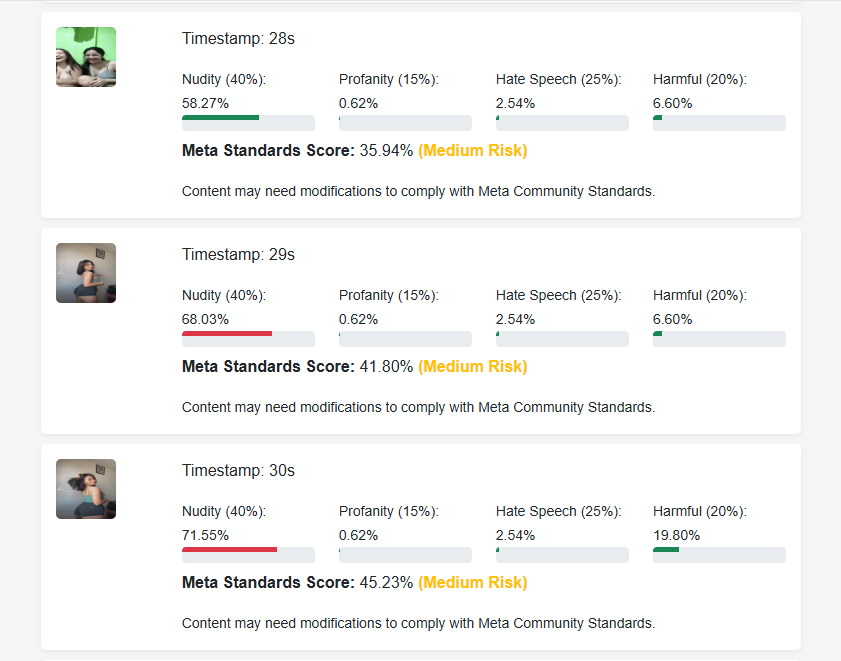 Timestamp: 28s
Nudity (40%): Profanity (15%): Hate Speech (25%): Harmful (20%):
58.27% 0.62% 2.54% 6.60%
Meta Standards Score: 35.94% (Medium Risk)
Content may need modifications to comply with Meta Community Standards.
Timestamp: 29s
Nudity (40%): Profanity (15%): Hate Speech (25%): Harmful (20%):
68.03% 0.62% 2.54% 6.60%
Meta Standards Score: 41.80% (Medium Risk)
Content may need modifications to comply with Meta Community Standards.
Timestamp: 30s
Nudity (40%): Profanity (15%): Hate Speech (25%): Harmful (20%):
71.55% 0.62% 2.54% 19.80%
Meta Standards Score: 45.23% (Medium Risk)
Content may need modifications to comply with Meta Community Standards.